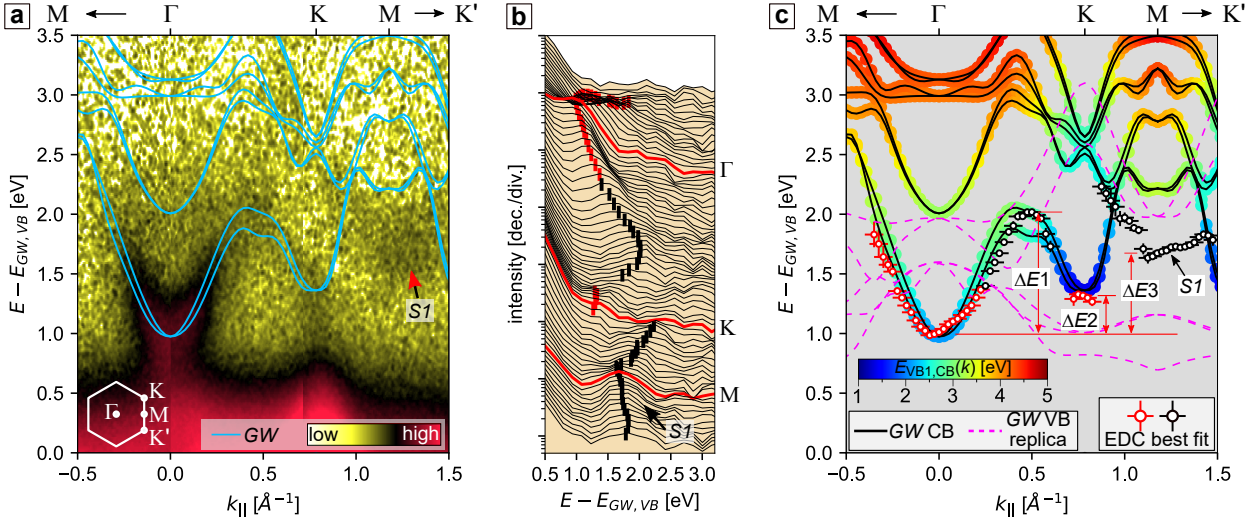 a
M ← Γ K M → K'
E − E_GW, VB [eV]
3.5
3.0
2.5
2.0
1.5
1.0
0.5
0.0
S1
K
Γ M
K'
GW
low high
−0.5 0.0 0.5 1.0 1.5
k_|| [Å⁻¹]
b
intensity [dec./div.]
Γ
K
M
S1
0.5 1.0 1.5 2.0 2.5 3.0
E − E_GW, VB [eV]
c
M ← Γ K M → K'
E − E_GW, VB [eV]
3.5
3.0
2.5
2.0
1.5
1.0
0.5
0.0
ΔE1
ΔE2
ΔE3
S1
E_VB1,CB(k) [eV]
1 2 3 4 5
GW CB
GW VB
replica
EDC best fit
−0.5 0.0 0.5 1.0 1.5
k_|| [Å⁻¹]